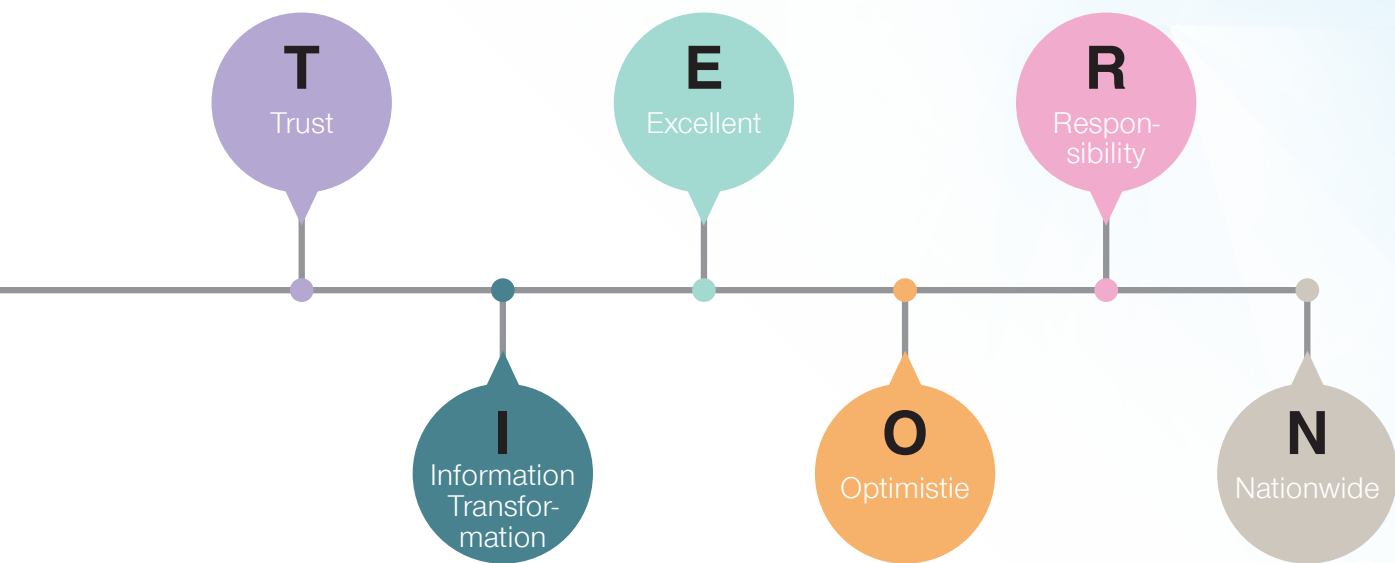 T
Trust
I
Information
Transfor-
mation
E
Excellent
O
Optimistie
R
Respon-
sibility
N
Nationwide